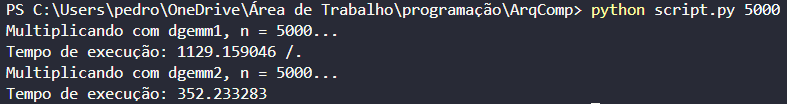 PS C:\Users\pedro\OneDrive\Área de Trabalho\programação\ArqComp> python script.py 5000
Multiplicando com dgemm1, n = 5000...
Tempo de execução: 1129.159046 /.
Multiplicando com dgemm2, n = 5000...
Tempo de execução: 352.233283